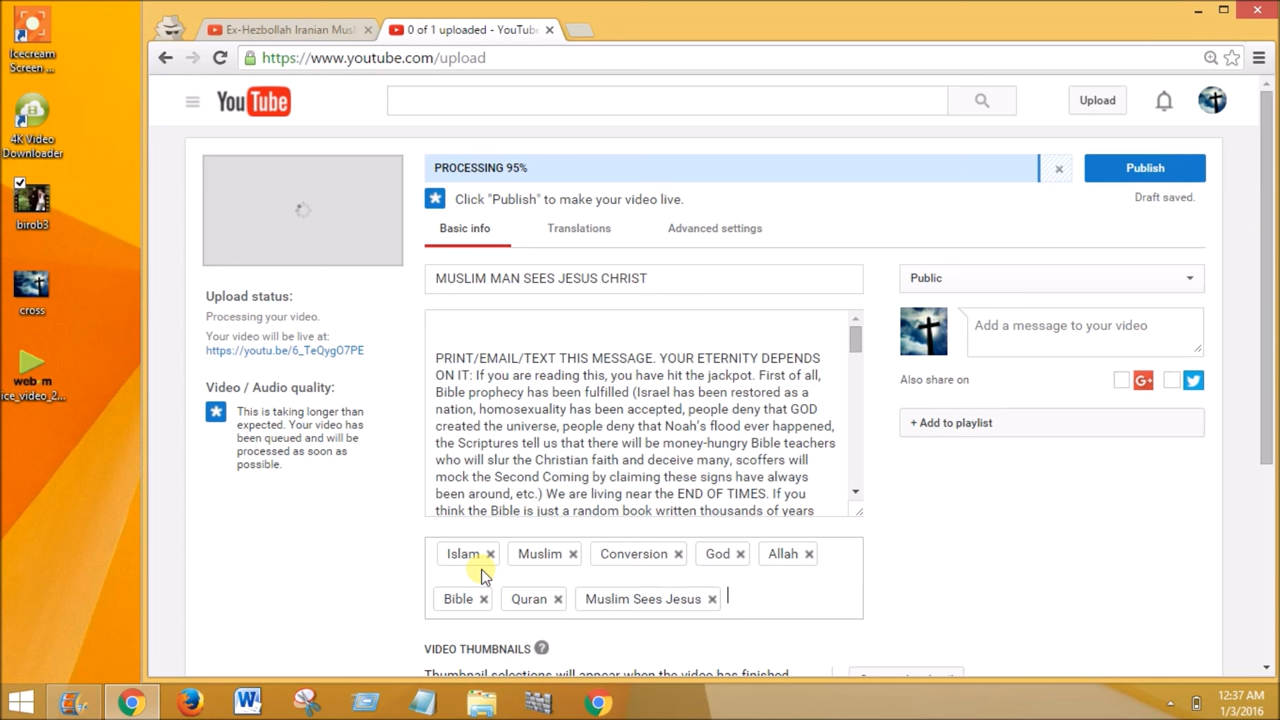 Icecream
Screen ...
4K Video
Downloader
birob3
cross
web·m
ice_video_2...
Ex-Hezbollah Iranian Musl
0 of 1 uploaded - YouTube
https://www.youtube.com/upload
YouTube
Upload
PROCESSING 95%
Publish
Click "Publish" to make your video live.
Draft saved.
Basic info
Translations
Advanced settings
MUSLIM MAN SEES JESUS CHRIST
Public
Upload status:
Processing your video.
Your video will be live at:
https://youtu.be/6_TeQygO7PE
Video / Audio quality:
This is taking longer than
expected. Your video has
been queued and will be
processed as soon as
possible.
PRINT/EMAIL/TEXT THIS MESSAGE. YOUR ETERNITY DEPENDS
ON IT: If you are reading this, you have hit the jackpot. First of all,
Bible prophecy has been fulfilled (Israel has been restored as a
nation, homosexuality has been accepted, people deny that GOD
created the universe, people deny that Noah's flood ever happened,
the Scriptures tell us that there will be money-hungry Bible teachers
who will slur the Christian faith and deceive many, scoffers will
mock the Second Coming by claiming these signs have always
been around, etc.) We are living near the END OF TIMES. If you
think the Bible is just a random book written thousands of years
Add a message to your video
Also share on
+ Add to playlist
Islam
Muslim
Conversion
God
Allah
Bible
Quran
Muslim Sees Jesus
VIDEO THUMBNAILS
Thumbnail selections will appear when the video has finished
12:37 AM
1/3/2016